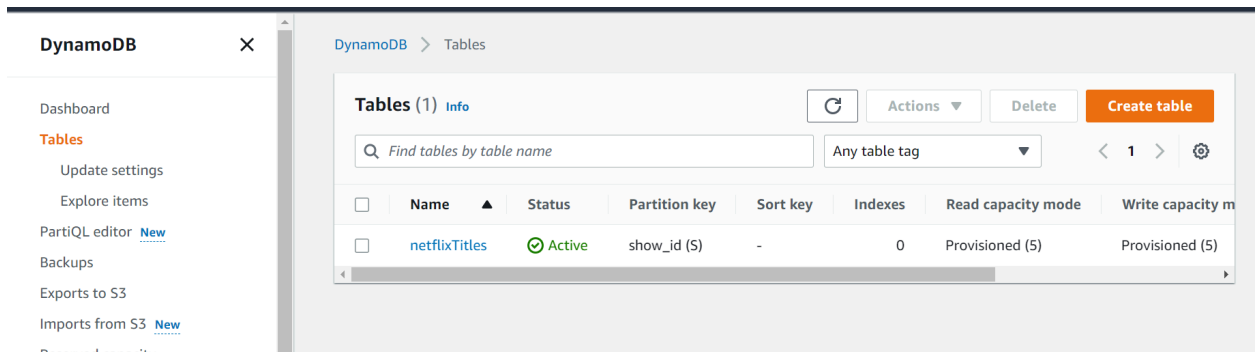 DynamoDB
Dashboard
Tables
Update settings
Explore items
PartiQL editor New
Backups
Exports to S3
Imports from S3 New
DynamoDB > Tables
Tables (1) Info
Actions
Delete
Create table
Find tables by table name
Any table tag
1
Name Status Partition key Sort key Indexes Read capacity mode Write capacity m
netflixTitles Active show_id (S) - 0 Provisioned (5) Provisioned (5)